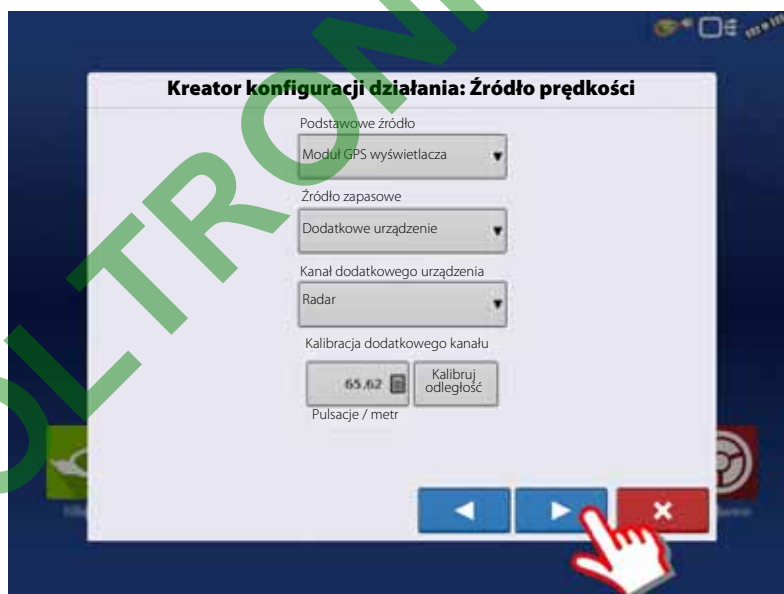 Kreator konfiguracji działania: Źródło prędkości
Podstawowe źródło
Moduł GPS wyświetlacza
Źródło zapasowe
Dodatkowe urządzenie
Kanał dodatkowego urządzenia
Radar
Kalibracja dodatkowego kanału
65.62
Kalibruj
odległość
Pulsacje / metr